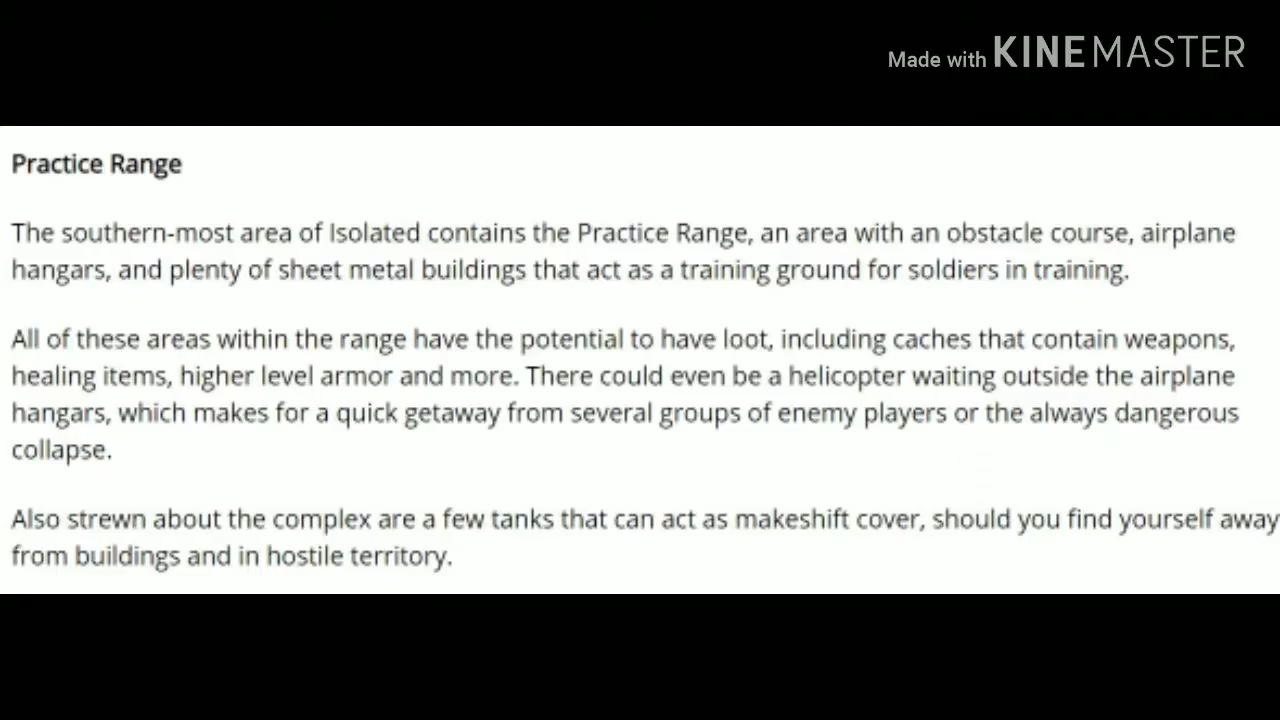 Made with KINEMASTER
Practice Range
The southern-most area of Isolated contains the Practice Range, an area with an obstacle course, airplane
hangars, and plenty of sheet metal buildings that act as a training ground for soldiers in training.
All of these areas within the range have the potential to have loot, including caches that contain weapons,
healing items, higher level armor and more. There could even be a helicopter waiting outside the airplane
hangars, which makes for a quick getaway from several groups of enemy players or the always dangerous
collapse.
Also strewn about the complex are a few tanks that can act as makeshift cover, should you find yourself away
from buildings and in hostile territory.